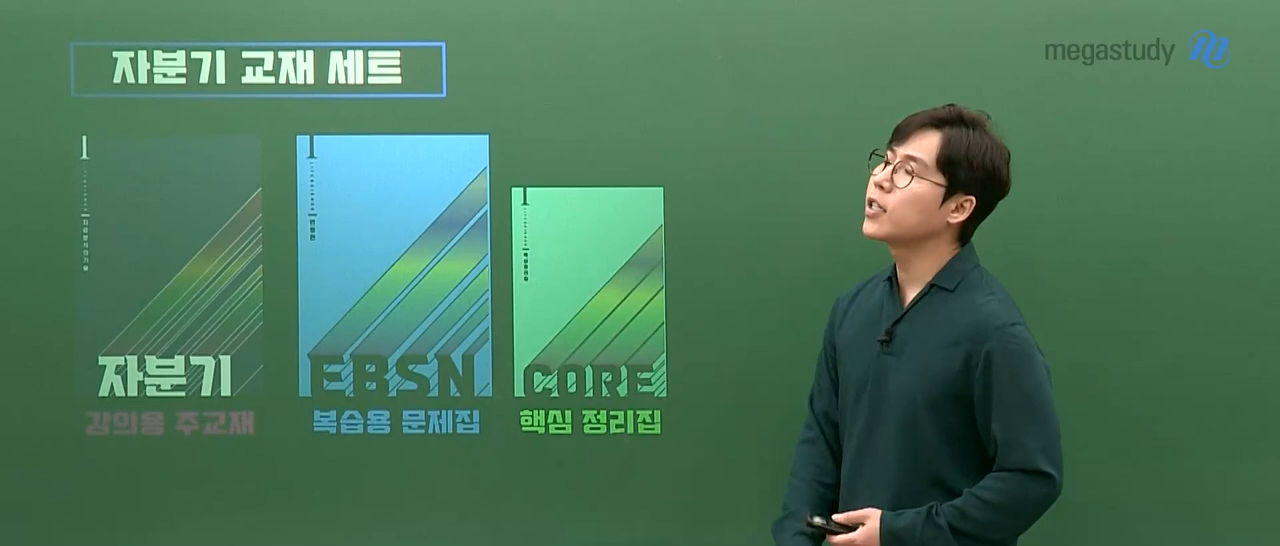 자분기 교재 세트
megastudy
자분기
EBSN
CORE
강의용 주교재
복습용 문제집
핵심 정리집